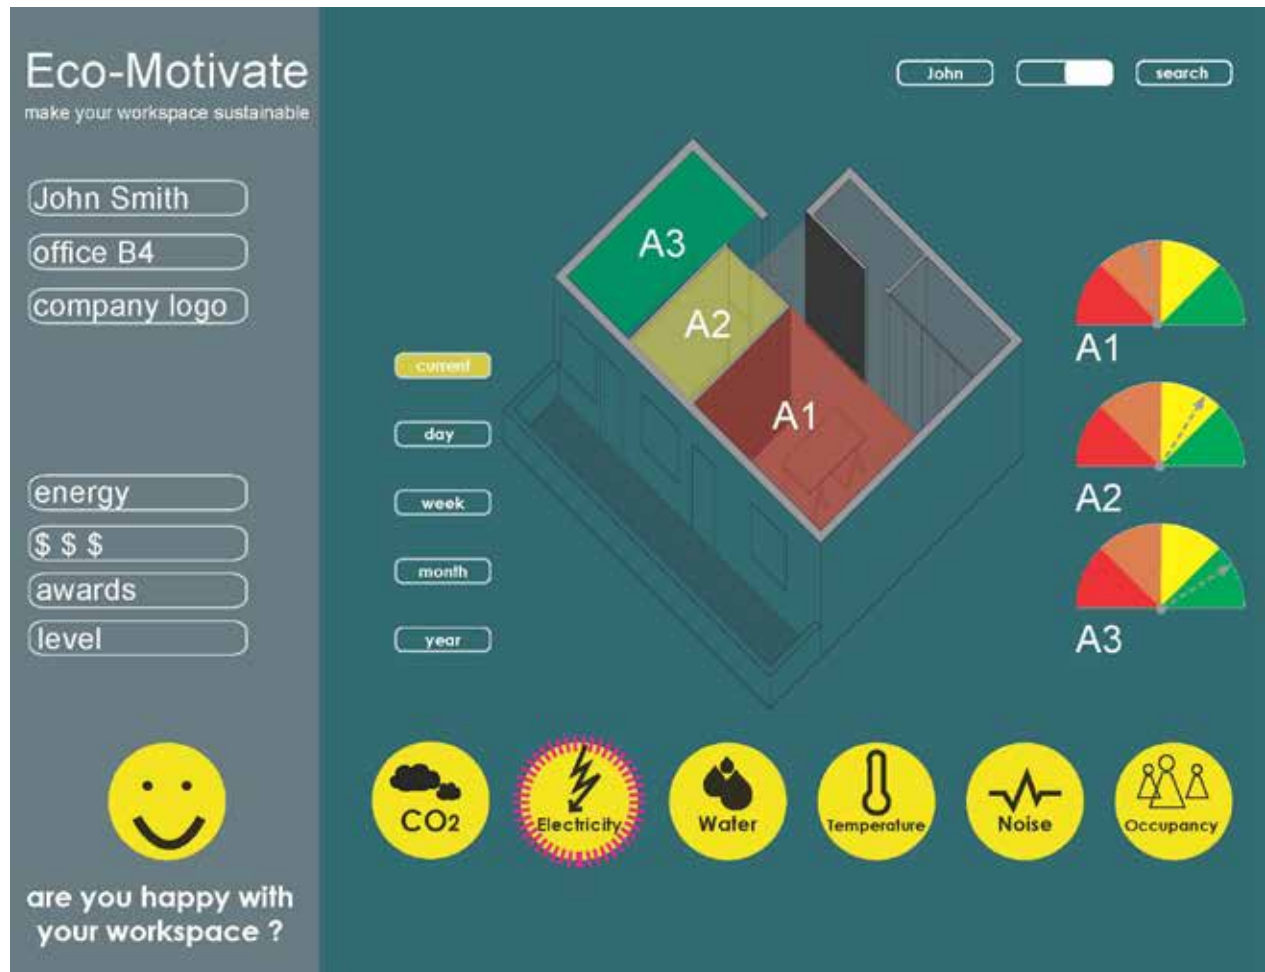 Eco-Motivate
make your workspace sustainable
John Smith
office B4
company logo
energy
$ $ $
awards
level
are you happy with
your workspace ?
John
search
current
day
week
month
year
A3
A2
A1
A1
A2
A3
CO2
Electricity
Water
Temperature
Noise
Occupancy